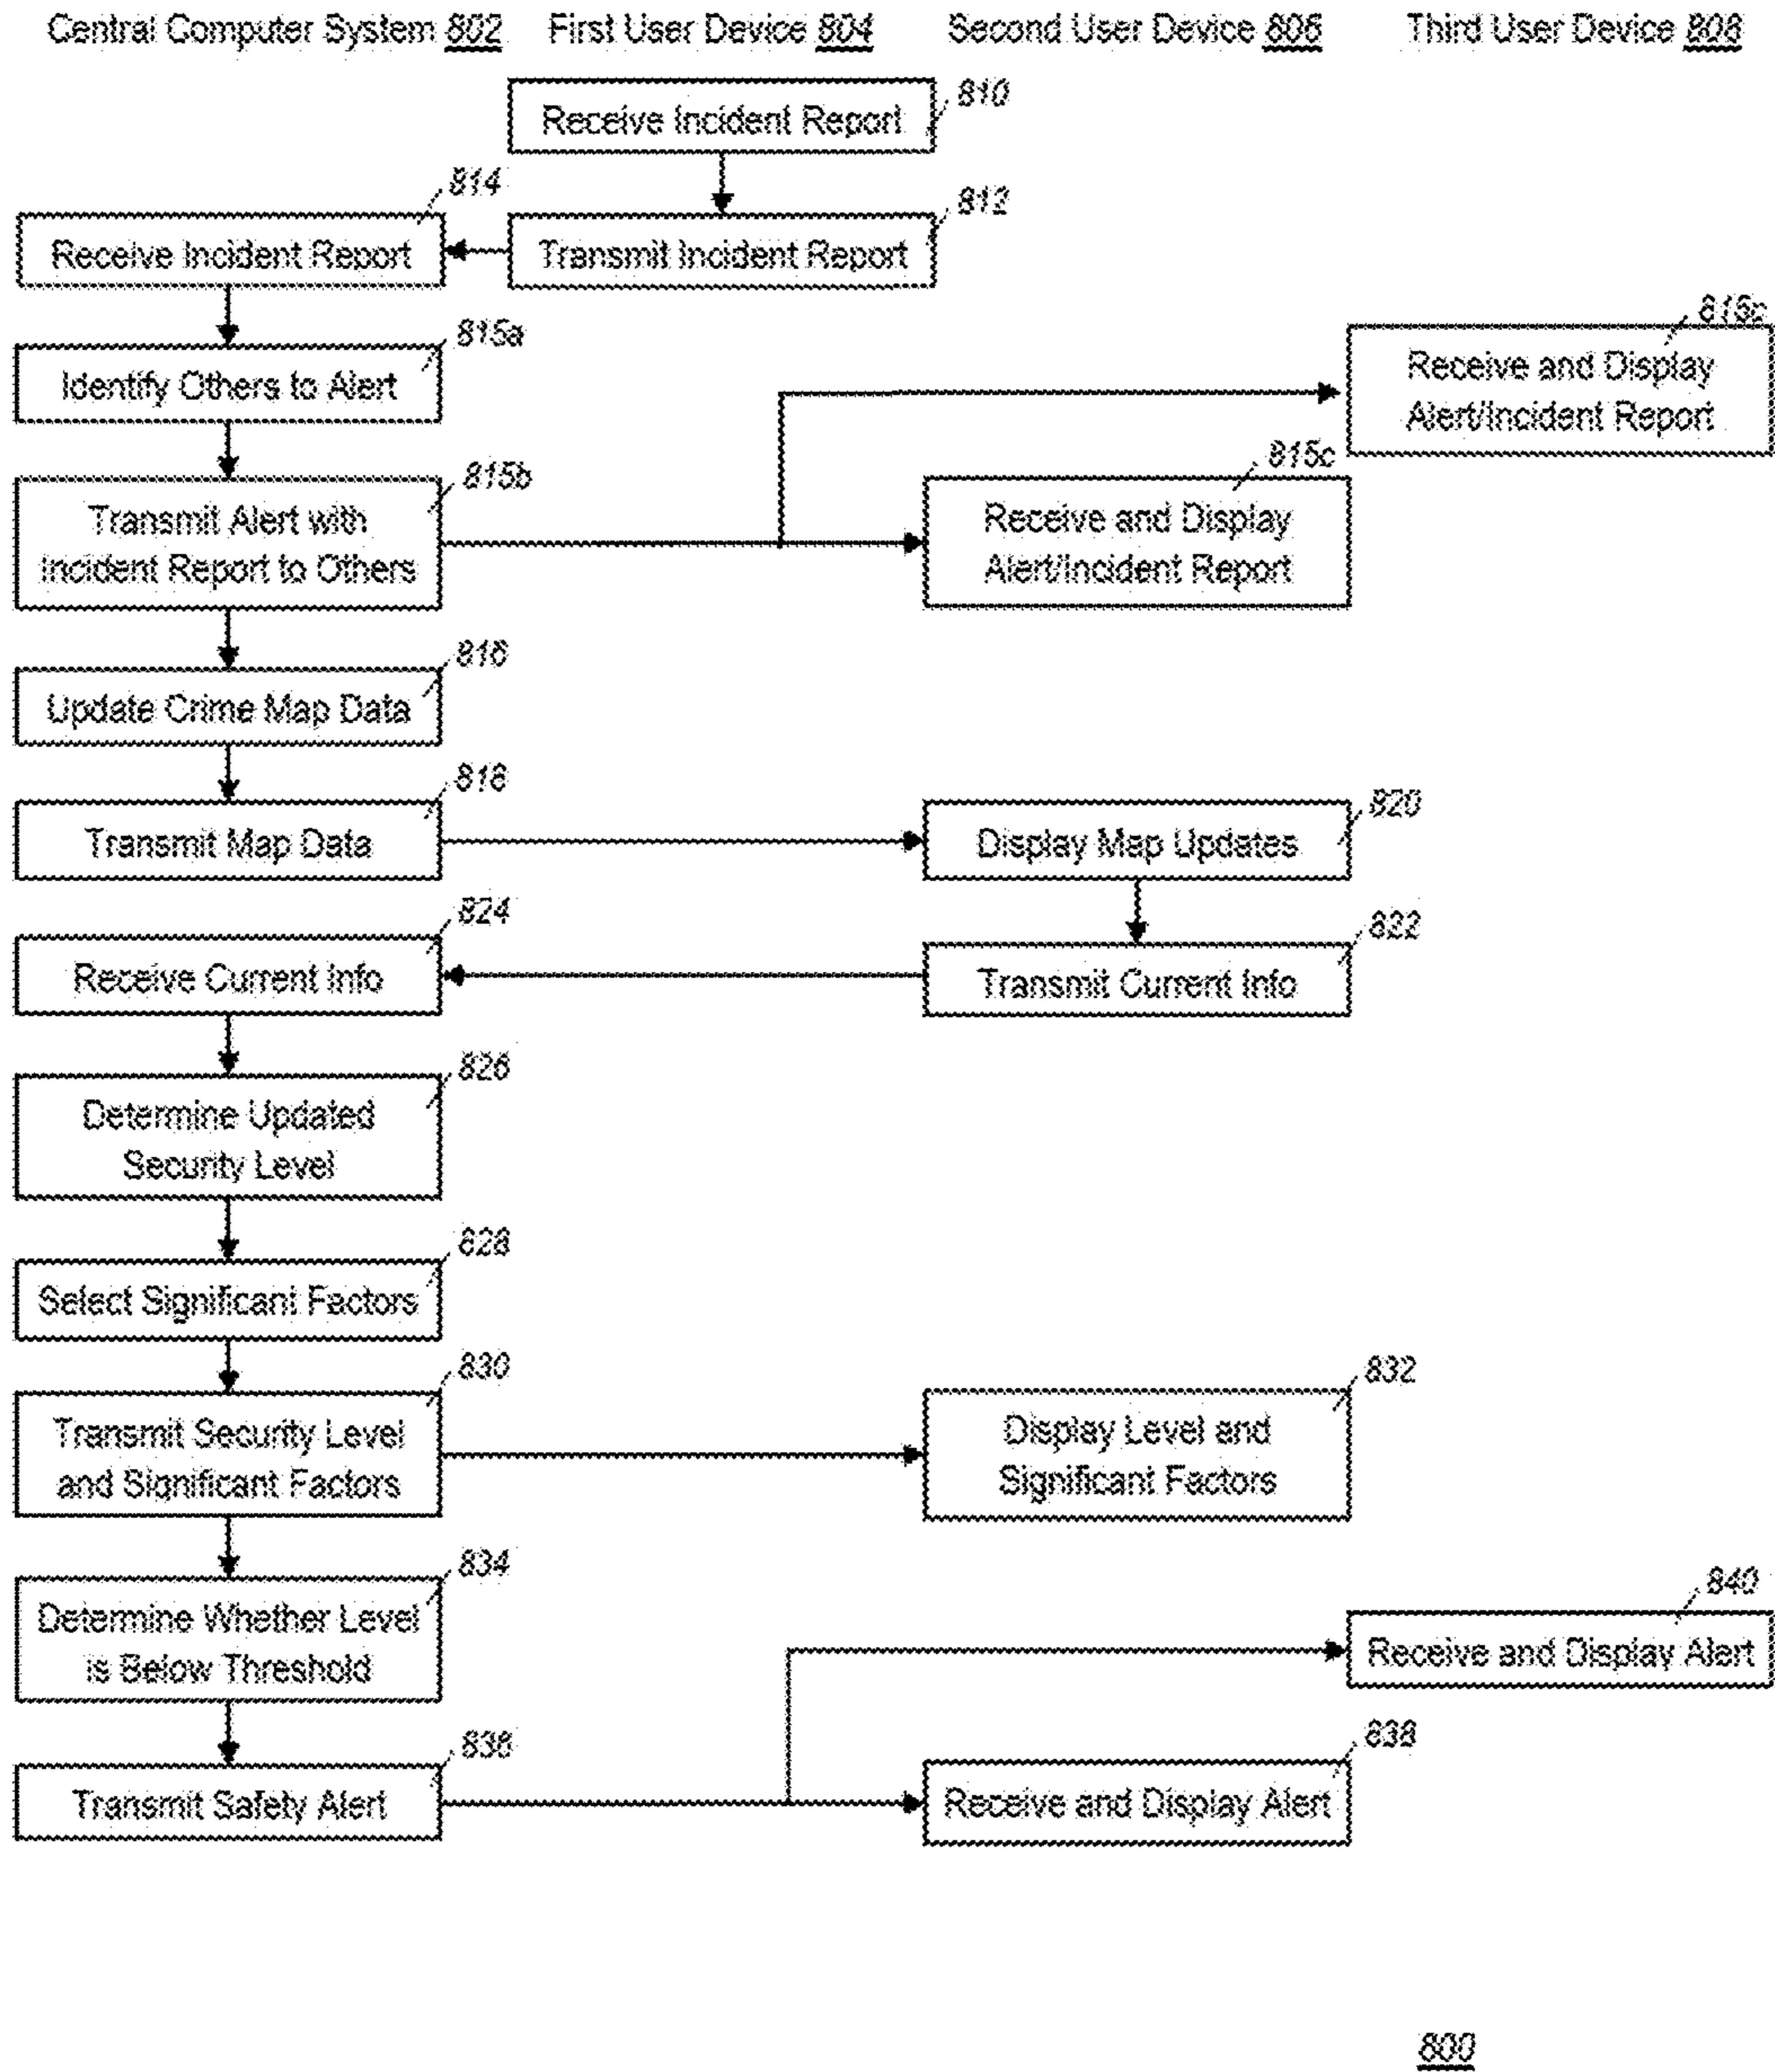 Central Computer System 802 First User Device 804 Second User Device 806 Third User Device 808
810
Receive Incident Report
814
812
Receive Incident Report
Transmit Incident Report
815a
815c
Identify Others to Alert
Receive and Display
Alert/Incident Report
815b
815c
Transmit Alert with
Incident Report to Others
Receive and Display
Alert/Incident Report
816
Update Crime Map Data
818
820
Transmit Map Data
Display Map Updates
824
822
Receive Current Info
Transmit Current Info
826
Determine Updated
Security Level
828
Select Significant Factors
830
832
Transmit Security Level
and Significant Factors
Display Level and
Significant Factors
834
840
Determine Whether Level
is Below Threshold
Receive and Display Alert
836
838
Transmit Safety Alert
Receive and Display Alert
800